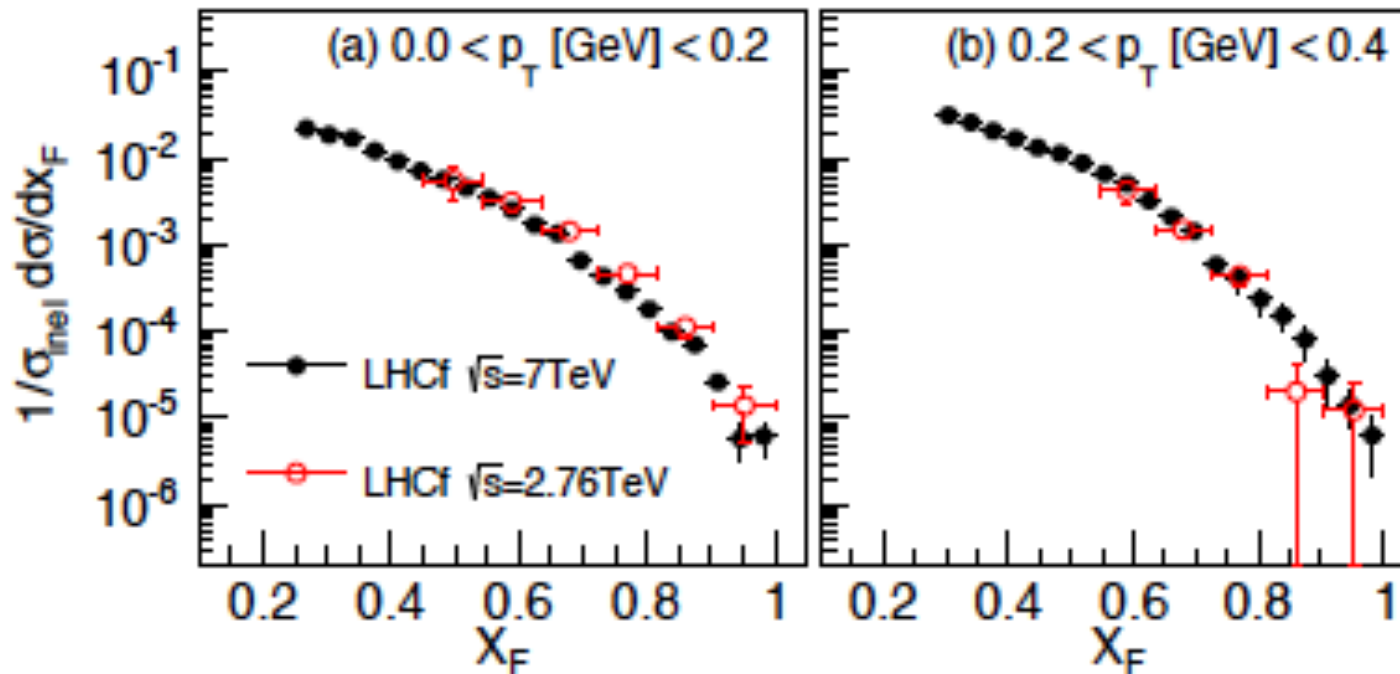 (a) 0.0 < p_T [GeV] < 0.2
(b) 0.2 < p_T [GeV] < 0.4
1/σ_inel dσ/dx_F
10^-1
10^-2
10^-3
10^-4
10^-5
10^-6
LHCf √s=7TeV
LHCf √s=2.76TeV
0.2 0.4 0.6 0.8 1
0.2 0.4 0.6 0.8 1
X_F
X_F